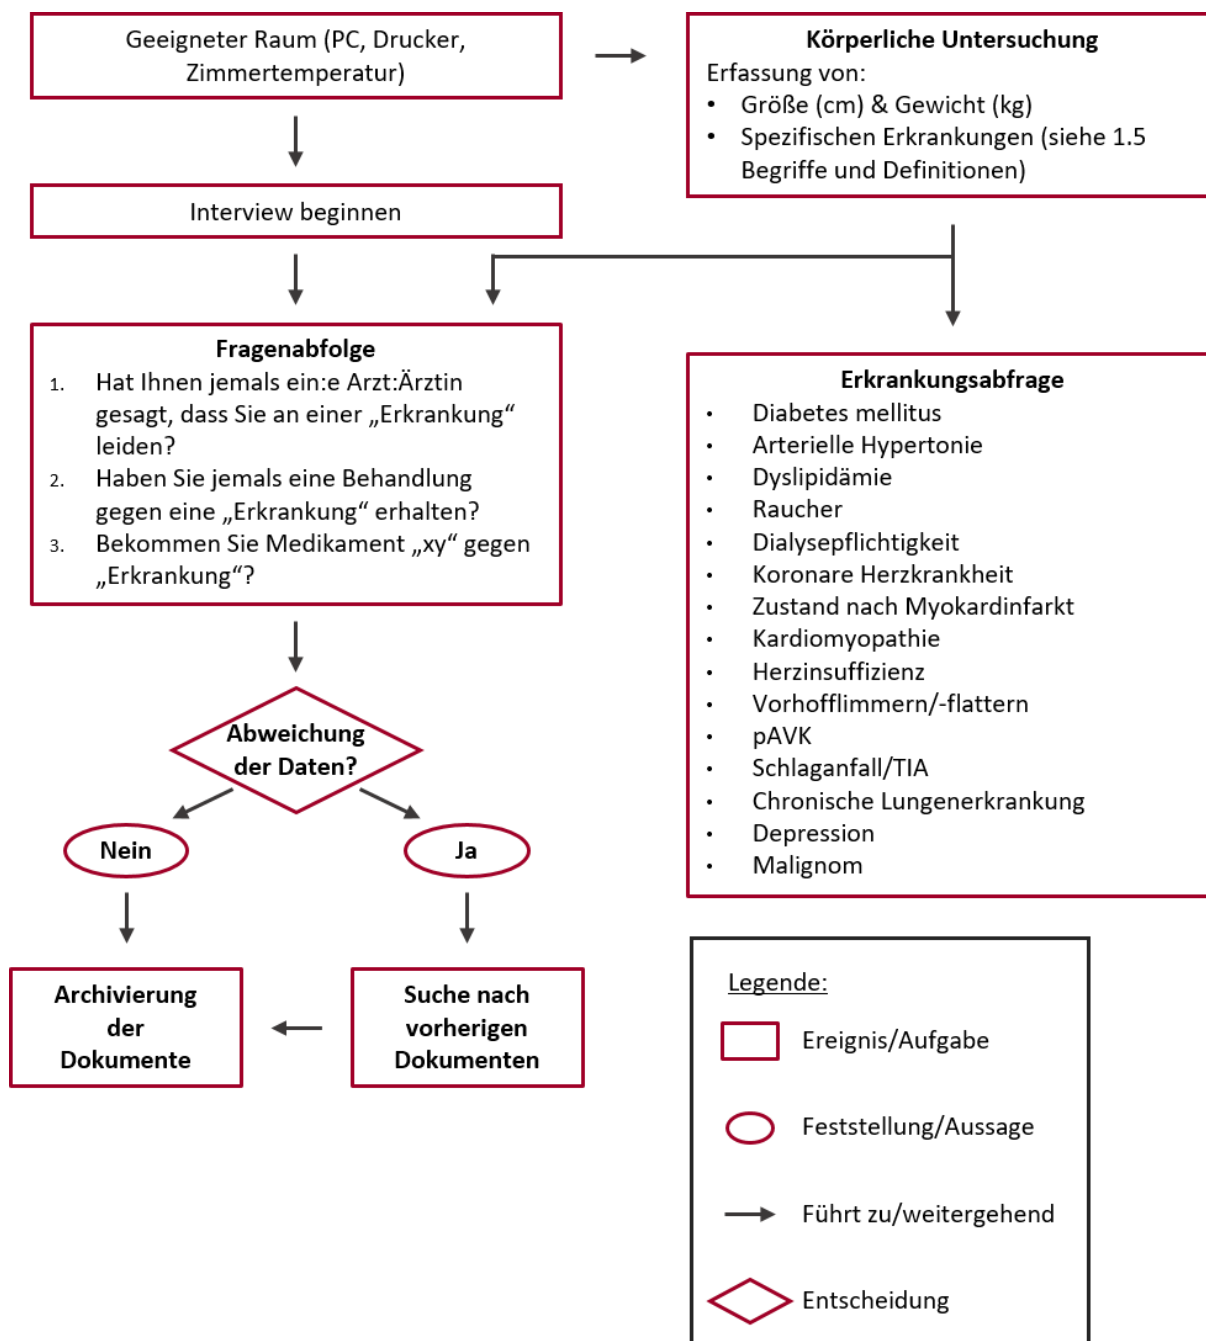 Geeigneter Raum (PC, Drucker,
Zimmertemperatur)
Körperliche Untersuchung
Erfassung von:
• Größe (cm) & Gewicht (kg)
• Spezifischen Erkrankungen (siehe 1.5
Begriffe und Definitionen)
Interview beginnen
Fragenabfolge
1. Hat Ihnen jemals ein:e Arzt:Ärztin
gesagt, dass Sie an einer „Erkrankung“
leiden?
2. Haben Sie jemals eine Behandlung
gegen eine „Erkrankung“ erhalten?
3. Bekommen Sie Medikament „xy“ gegen
„Erkrankung“?
Erkrankungsabfrage
• Diabetes mellitus
• Arterielle Hypertonie
• Dyslipidämie
• Raucher
• Dialysepflichtigkeit
• Koronare Herzkrankheit
• Zustand nach Myokardinfarkt
• Kardiomyopathie
• Herzinsuffizienz
• Vorhofflimmern/-flattern
• pAVK
• Schlaganfall/TIA
• Chronische Lungenerkrankung
• Depression
• Malignom
Abweichung
der Daten?
Nein
Ja
Archivierung
der
Dokumente
Suche nach
vorherigen
Dokumenten
Legende:
Ereignis/Aufgabe
Feststellung/Aussage
Führt zu/weitergehend
Entscheidung